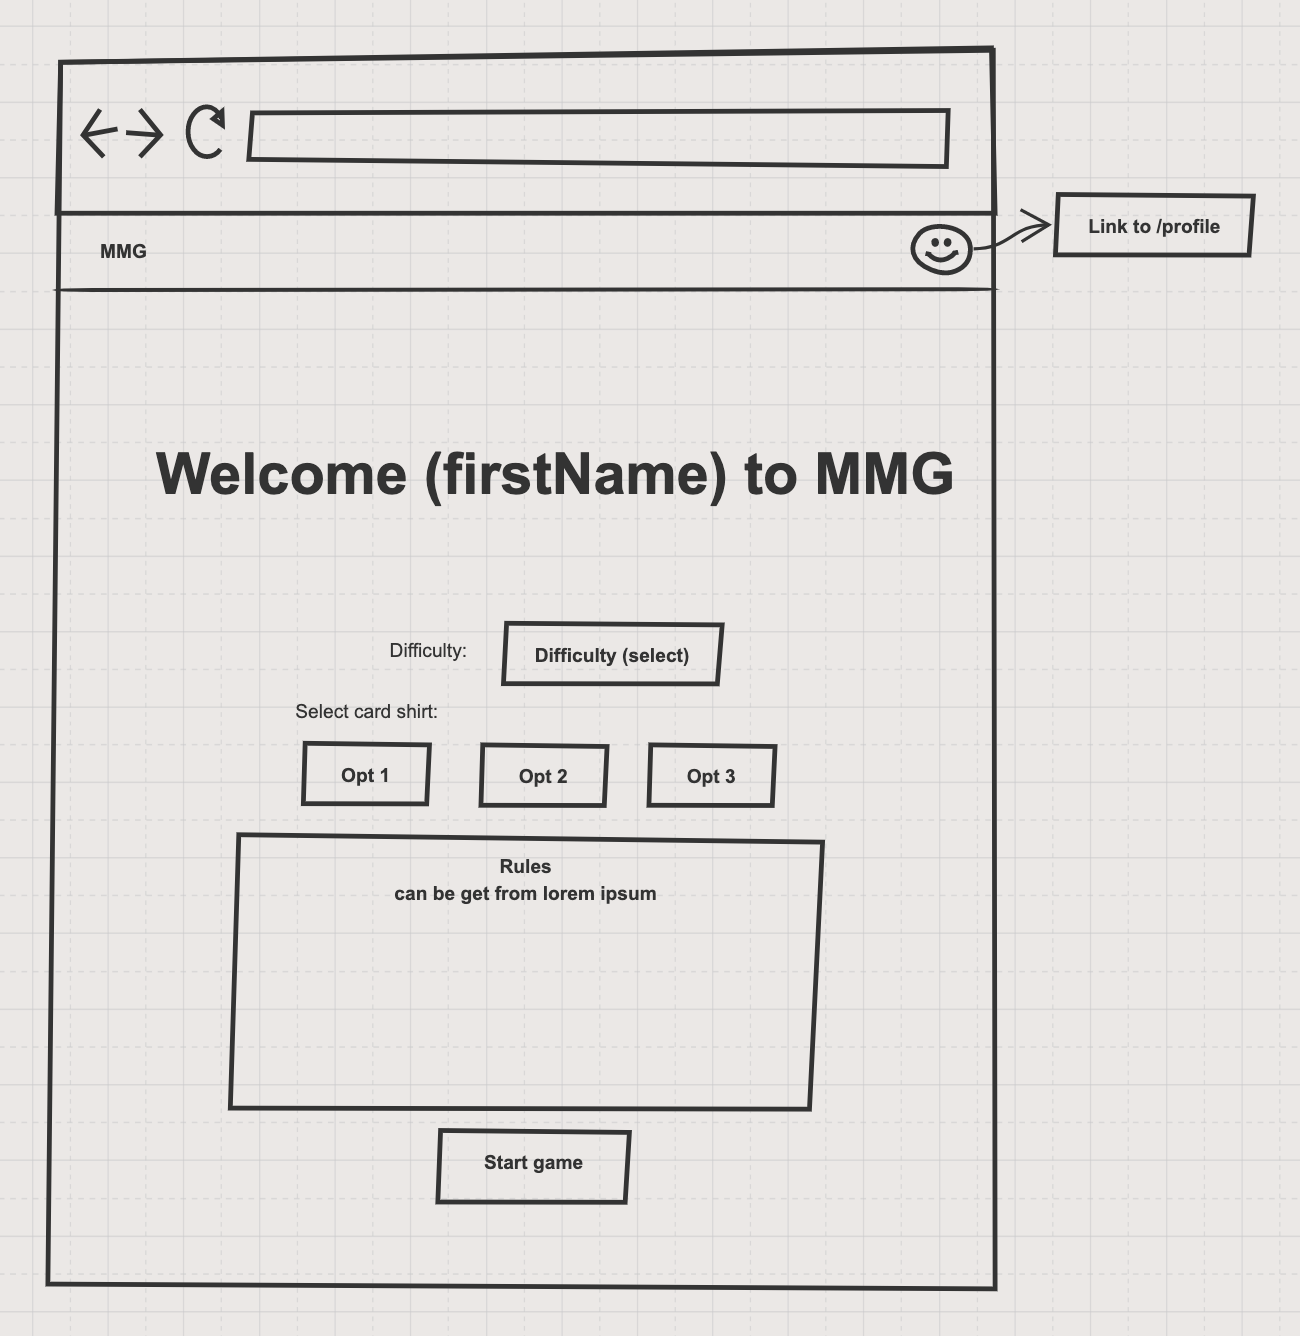 MMG
Link to /profile
Welcome (firstName) to MMG
Difficulty:
Difficulty (select)
Select card shirt:
Opt 1
Opt 2
Opt 3
Rules
can be get from lorem ipsum
Start game